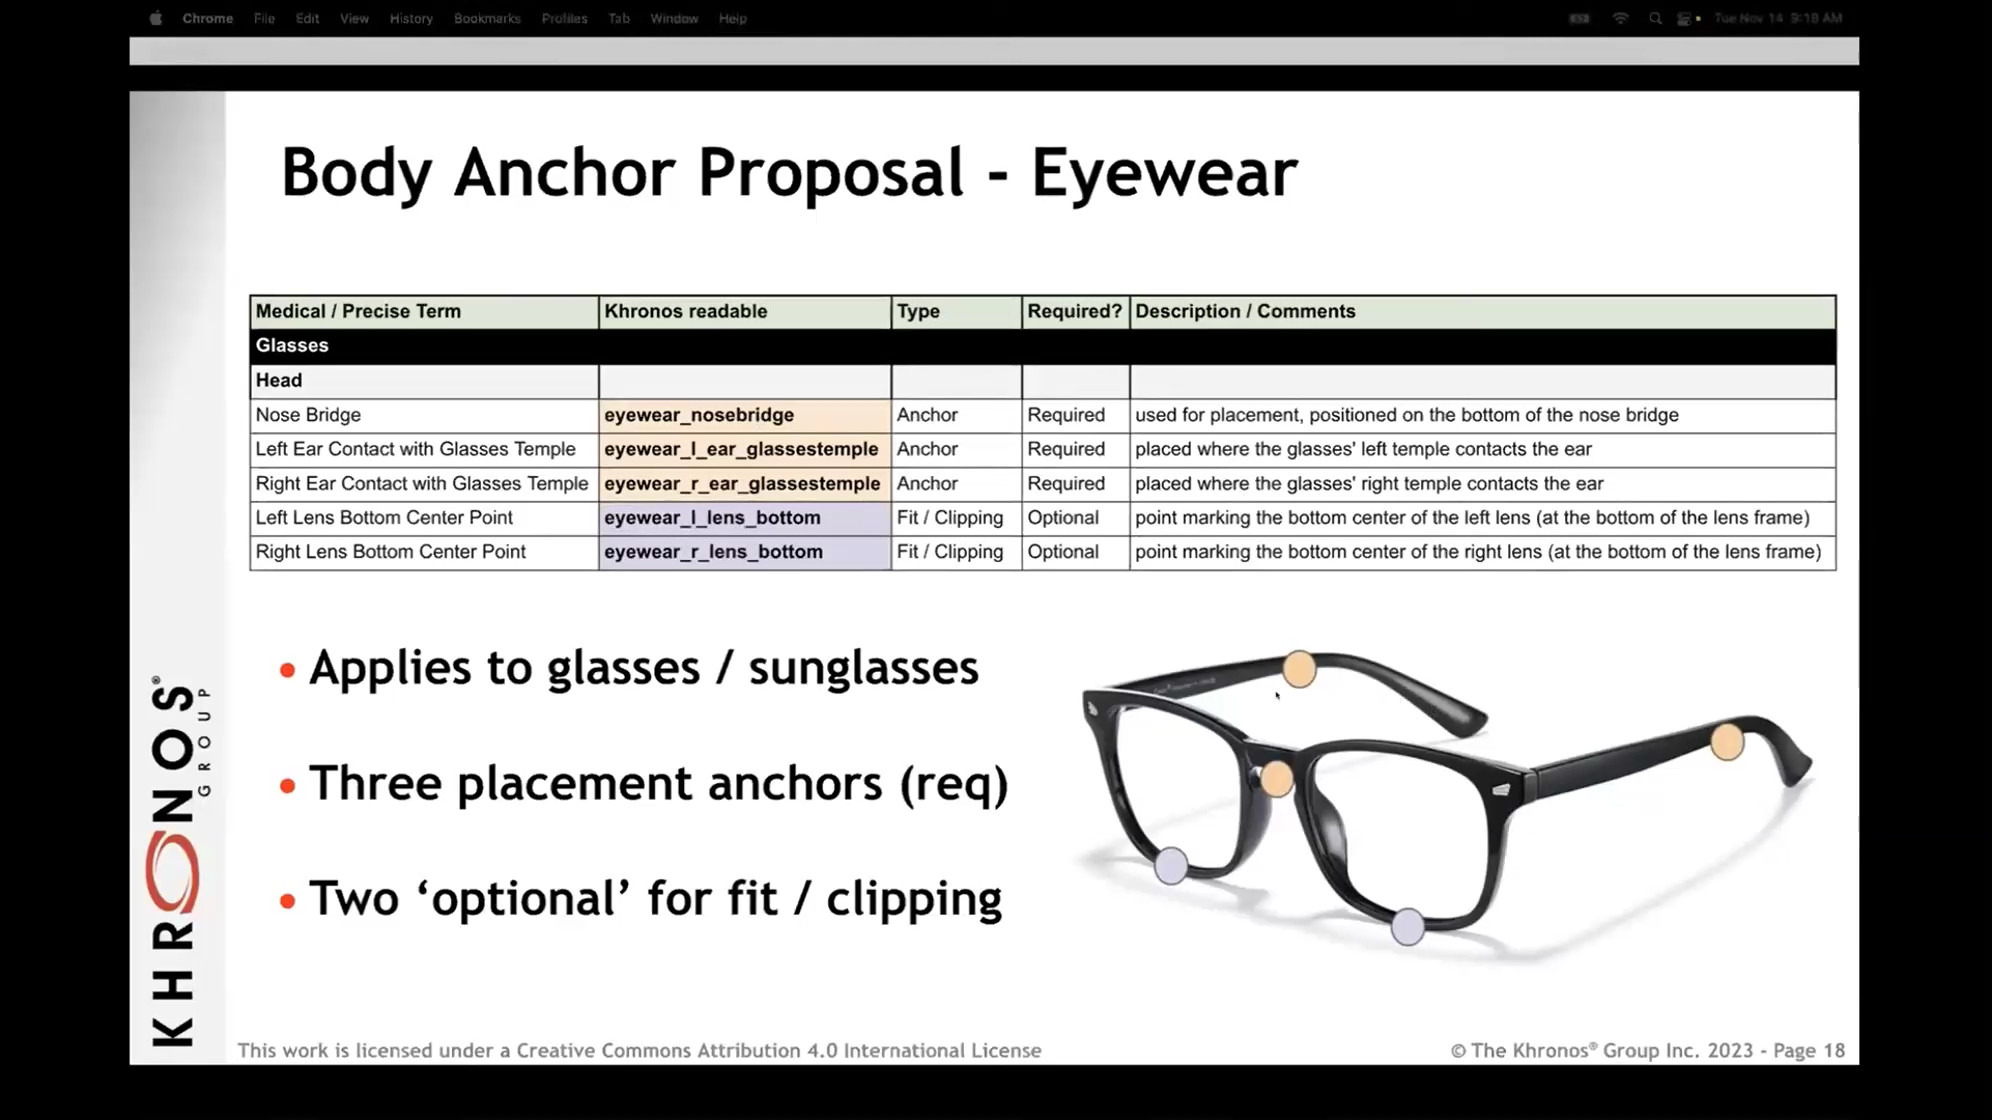 Chrome File Edit View History Bookmarks Profiles Tab Window Help Tue Nov 14 9:18 AM
Body Anchor Proposal - Eyewear
Medical / Precise Term Khronos readable Type Required? Description / Comments
Glasses
Head
Nose Bridge eyewear_nosebridge Anchor Required used for placement, positioned on the bottom of the nose bridge
Left Ear Contact with Glasses Temple eyewear_l_ear_glassestemple Anchor Required placed where the glasses' left temple contacts the ear
Right Ear Contact with Glasses Temple eyewear_r_ear_glassestemple Anchor Required placed where the glasses' right temple contacts the ear
Left Lens Bottom Center Point eyewear_l_lens_bottom Fit / Clipping Optional point marking the bottom center of the left lens (at the bottom of the lens frame)
Right Lens Bottom Center Point eyewear_r_lens_bottom Fit / Clipping Optional point marking the bottom center of the right lens (at the bottom of the lens frame)
• Applies to glasses / sunglasses
• Three placement anchors (req)
• Two ‘optional’ for fit / clipping
KHRONOS®
GROUP
This work is licensed under a Creative Commons Attribution 4.0 International License
© The Khronos® Group Inc. 2023 - Page 18